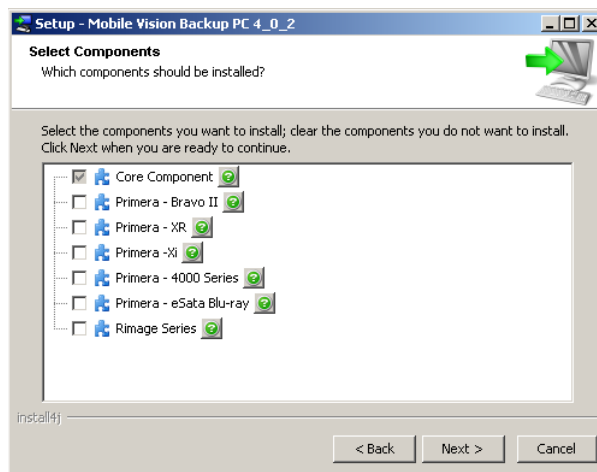 Setup - Mobile Vision Backup PC 4_0_2
Select Components
Which components should be installed?
Select the components you want to install; clear the components you do not want to install.
Click Next when you are ready to continue.
Core Component
Primera - Bravo II
Primera - XR
Primera -Xi
Primera - 4000 Series
Primera - eSata Blu-ray
Rimage Series
install4j
< Back Next > Cancel